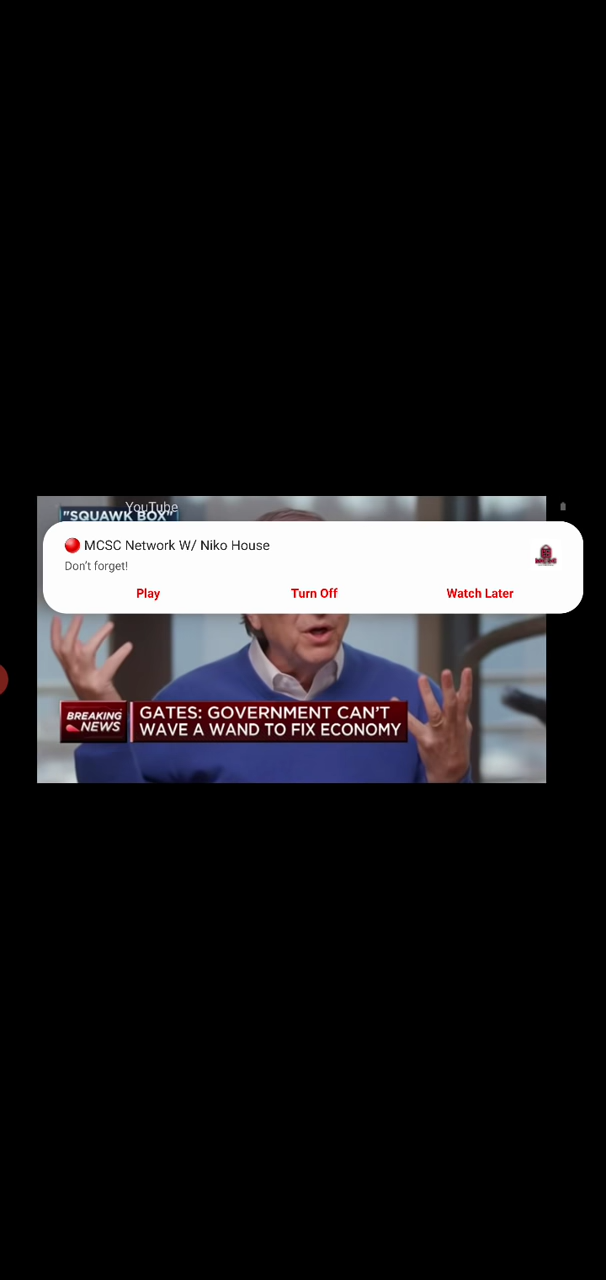 YouTube
"SQUAWK BOX"
MCSC Network W/ Niko House
Don't forget!
Play Turn Off Watch Later
BREAKING NEWS
GATES: GOVERNMENT CAN'T
WAVE A WAND TO FIX ECONOMY